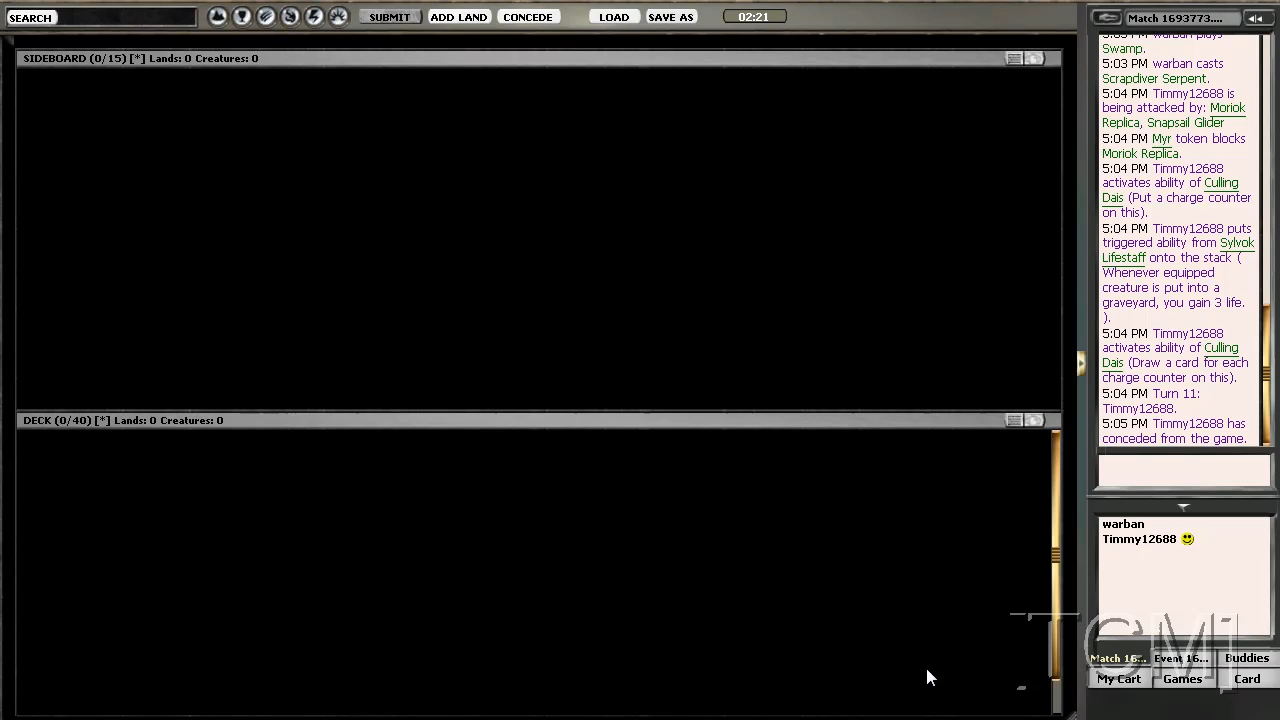 SEARCH
SUBMIT
ADD LAND
CONCEDE
LOAD
SAVE AS
02:21
Match 1693773....
SIDEBOARD (0/15) [*] Lands: 0 Creatures: 0
DECK (0/40) [*] Lands: 0 Creatures: 0
5:03 PM warban plays
Swamp.
5:03 PM warban casts
Scrapdiver Serpent.
5:04 PM Timmy12688 is
being attacked by: Moriok
Replica, Snapsail Glider
5:04 PM Myr token blocks
Moriok Replica.
5:04 PM Timmy12688
activates ability of Culling
Dais (Put a charge counter
on this).
5:04 PM Timmy12688 puts
triggered ability from Sylvok
Lifestaff onto the stack (
Whenever equipped
creature is put into a
graveyard, you gain 3 life.
).
5:04 PM Timmy12688
activates ability of Culling
Dais (Draw a card for each
charge counter on this).
5:04 PM Turn 11:
Timmy12688.
5:05 PM Timmy12688 has
conceded from the game.
warban
Timmy12688
Match 16...
Event 16...
Buddies
My Cart
Games
Card